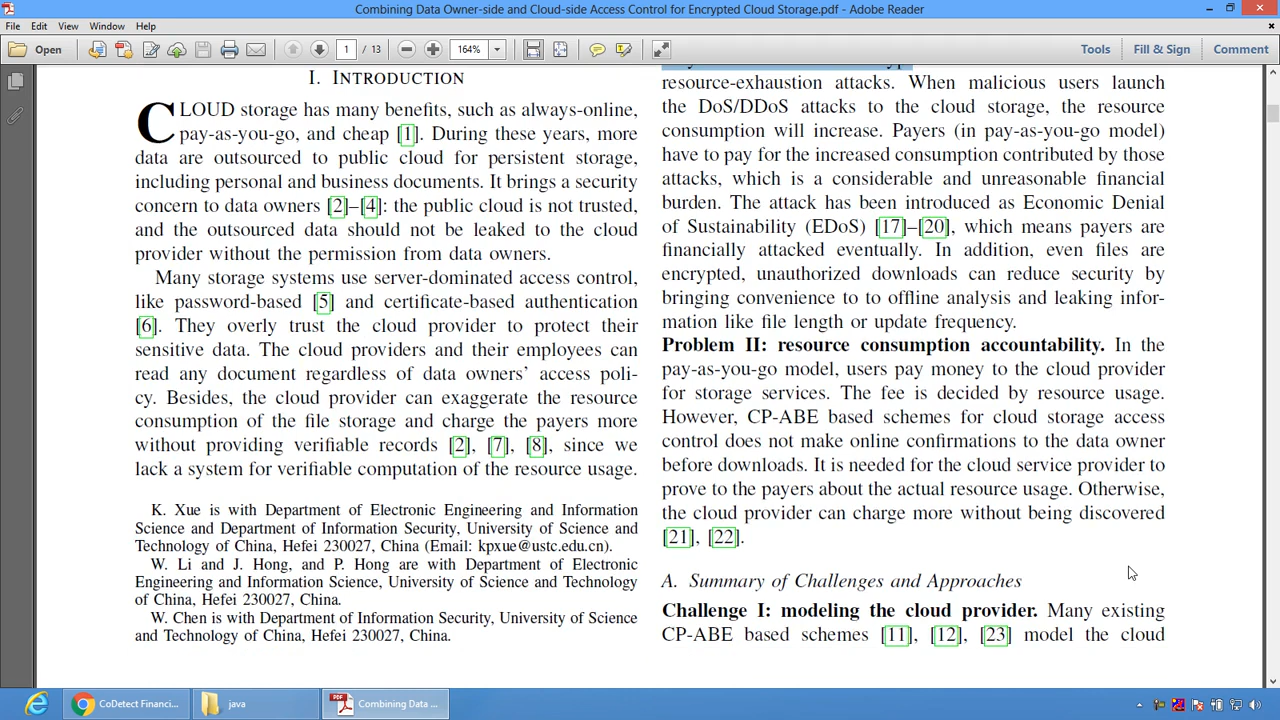 Combining Data Owner-side and Cloud-side Access Control for Encrypted Cloud Storage.pdf - Adobe Reader
File Edit View Window Help
Open 1 / 13 164% Tools Fill & Sign Comment
I. INTRODUCTION
CLOUD storage has many benefits, such as always-online,
pay-as-you-go, and cheap [1]. During these years, more
data are outsourced to public cloud for persistent storage,
including personal and business documents. It brings a security
concern to data owners [2]–[4]: the public cloud is not trusted,
and the outsourced data should not be leaked to the cloud
provider without the permission from data owners.
Many storage systems use server-dominated access control,
like password-based [5] and certificate-based authentication
[6]. They overly trust the cloud provider to protect their
sensitive data. The cloud providers and their employees can
read any document regardless of data owners' access poli-
cy. Besides, the cloud provider can exaggerate the resource
consumption of the file storage and charge the payers more
without providing verifiable records [2], [7], [8], since we
lack a system for verifiable computation of the resource usage.
K. Xue is with Department of Electronic Engineering and Information
Science and Department of Information Security, University of Science and
Technology of China, Hefei 230027, China (Email: kpxue@ustc.edu.cn).
W. Li and J. Hong, and P. Hong are with Department of Electronic
Engineering and Information Science, University of Science and Technology
of China, Hefei 230027, China.
W. Chen is with Department of Information Security, University of Science
and Technology of China, Hefei 230027, China.
resource-exhaustion attacks. When malicious users launch
the DoS/DDoS attacks to the cloud storage, the resource
consumption will increase. Payers (in pay-as-you-go model)
have to pay for the increased consumption contributed by those
attacks, which is a considerable and unreasonable financial
burden. The attack has been introduced as Economic Denial
of Sustainability (EDoS) [17]–[20], which means payers are
financially attacked eventually. In addition, even files are
encrypted, unauthorized downloads can reduce security by
bringing convenience to to offline analysis and leaking infor-
mation like file length or update frequency.
Problem II: resource consumption accountability. In the
pay-as-you-go model, users pay money to the cloud provider
for storage services. The fee is decided by resource usage.
However, CP-ABE based schemes for cloud storage access
control does not make online confirmations to the data owner
before downloads. It is needed for the cloud service provider to
prove to the payers about the actual resource usage. Otherwise,
the cloud provider can charge more without being discovered
[21], [22].
A. Summary of Challenges and Approaches
Challenge I: modeling the cloud provider. Many existing
CP-ABE based schemes [11], [12], [23] model the cloud
CoDetect Financi... java Combining Data ...